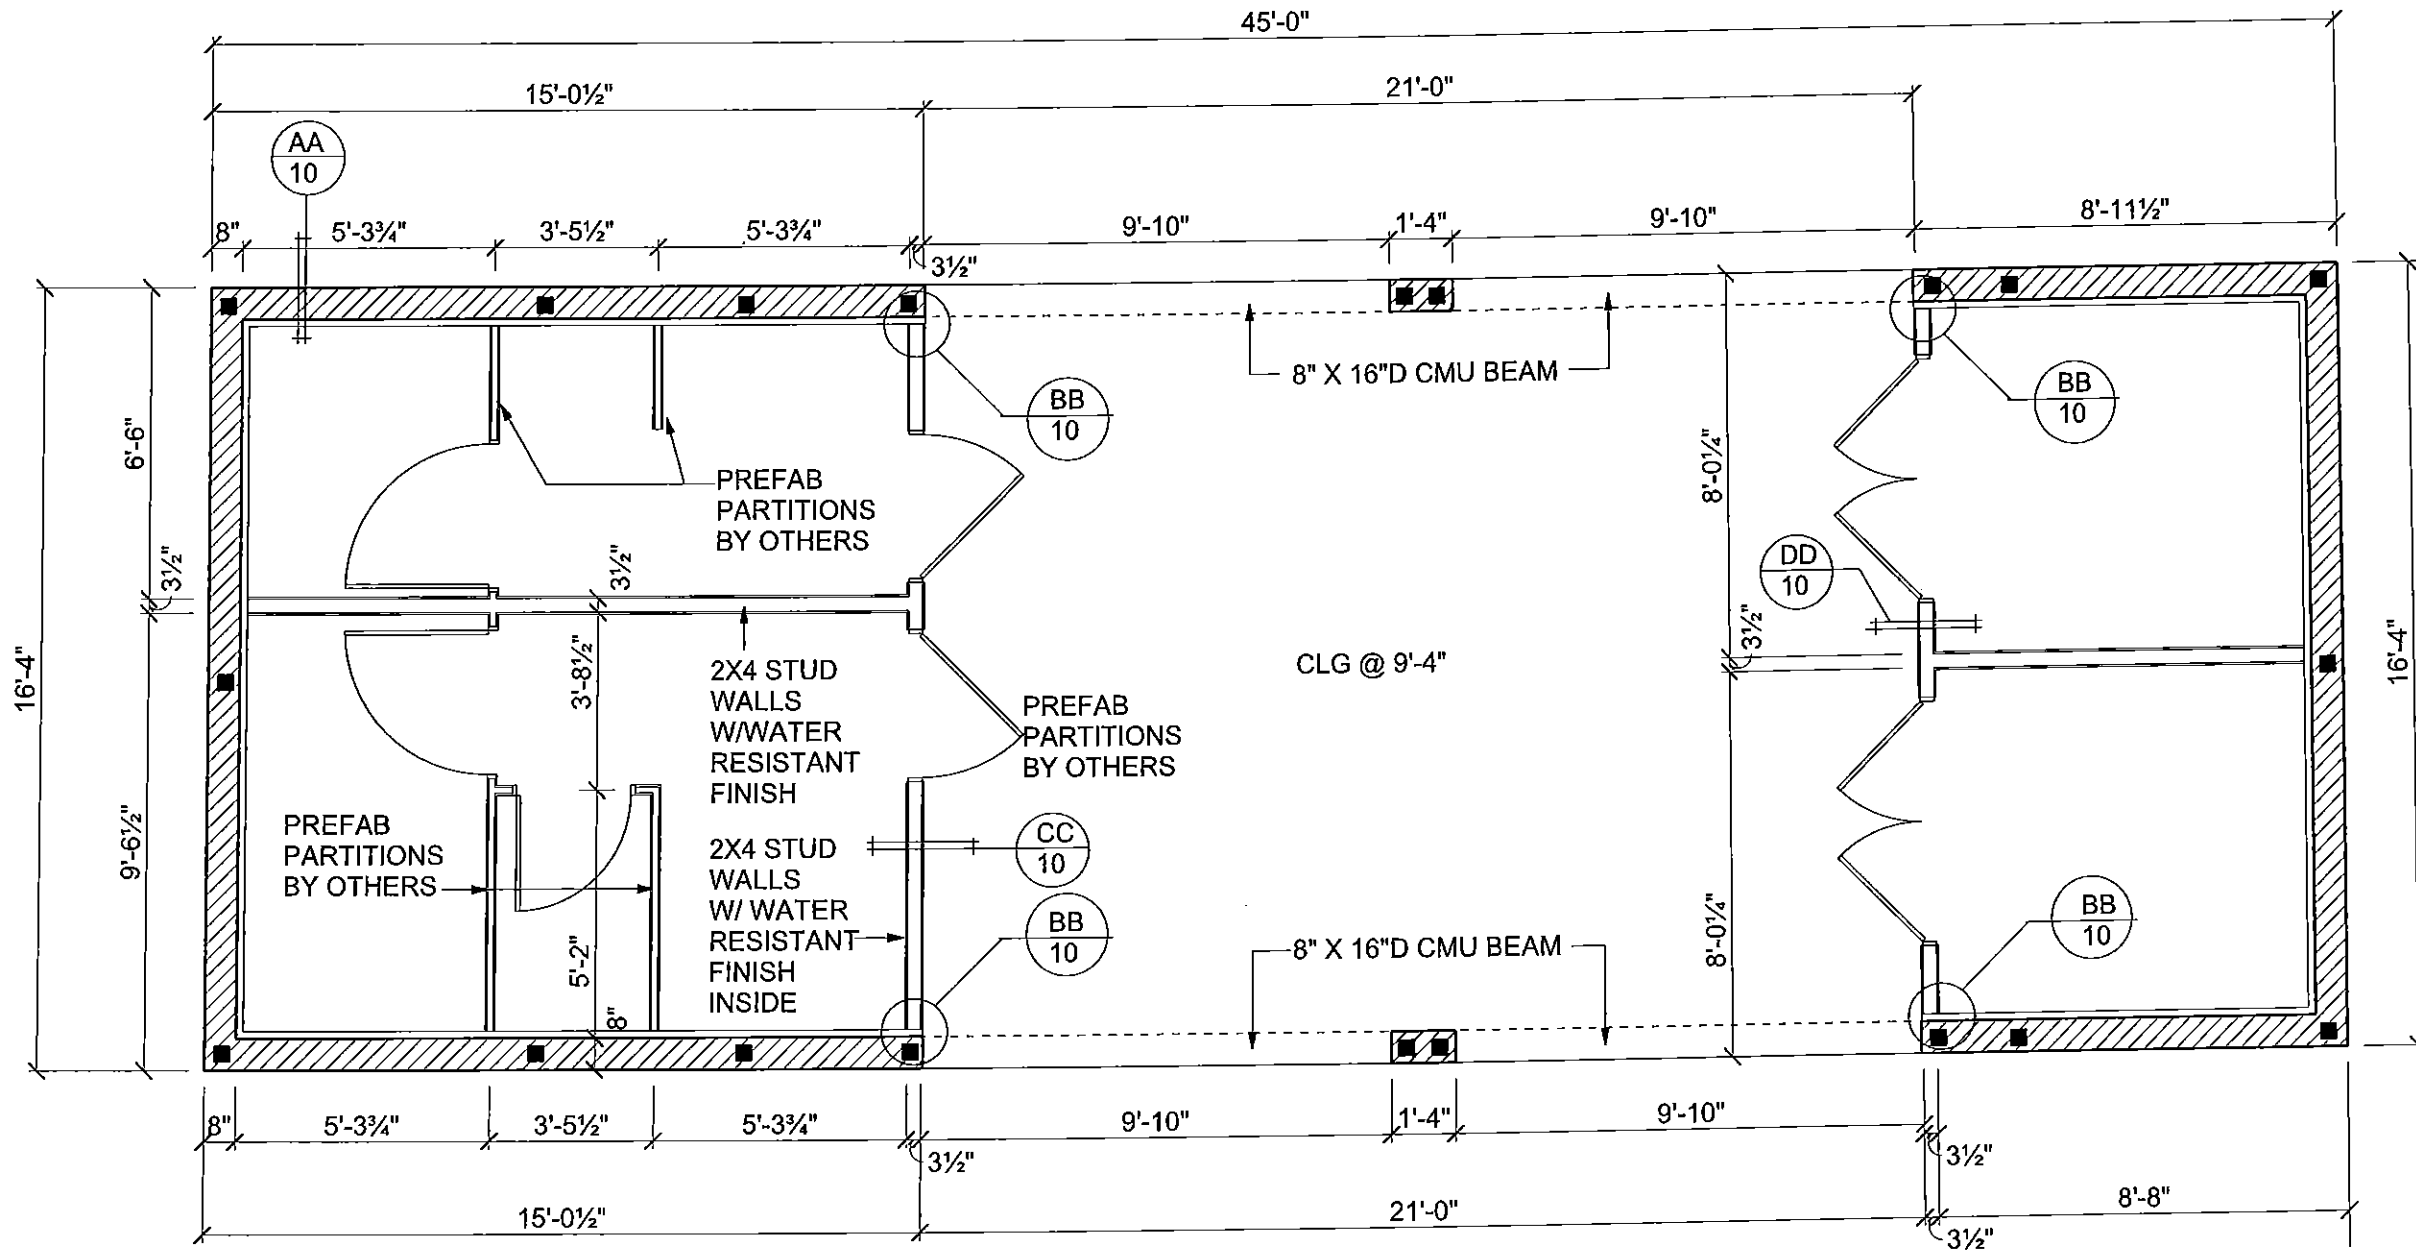 45'-0"
15'-0½"
21'-0"
AA
10
8"
5'-3¾"
3'-5½"
5'-3¾"
3½"
9'-10"
1'-4"
9'-10"
8'-11½"
8" X 16"D CMU BEAM
BB
10
BB
10
6'-6"
3½"
16'-4"
9'-6½"
PREFAB
PARTITIONS
BY OTHERS
3½"
3'-8½"
5'-2"
8"
2X4 STUD
WALLS
W/WATER
RESISTANT
FINISH
PREFAB
PARTITIONS
BY OTHERS
CLG @ 9'-4"
8'-0¼"
DD
10
3½"
8'-0¼"
16'-4"
PREFAB
PARTITIONS
BY OTHERS
2X4 STUD
WALLS
W/ WATER
RESISTANT
FINISH
INSIDE
CC
10
BB
10
8" X 16"D CMU BEAM
BB
10
8"
5'-3¾"
3'-5½"
5'-3¾"
3½"
9'-10"
1'-4"
9'-10"
3½"
15'-0½"
21'-0"
3½"
8'-8"